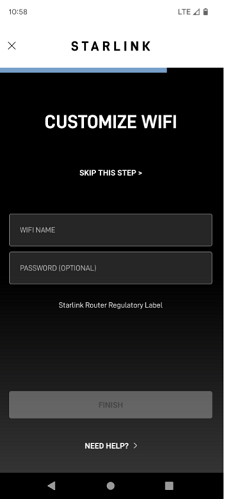 10:58
LTE
STARLINK
CUSTOMIZE WIFI
SKIP THIS STEP >
WIFI NAME
PASSWORD (OPTIONAL)
Starlink Router Regulatory Label
FINISH
NEED HELP? >